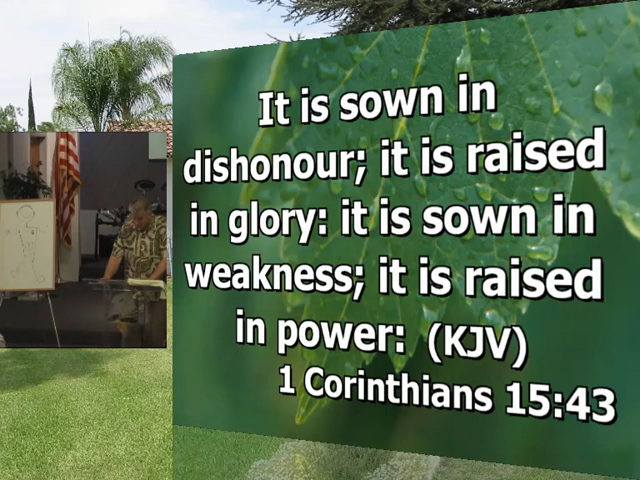 It is sown in
dishonour; it is raised
in glory: it is sown in
weakness; it is raised
in power: (KJV)
1 Corinthians 15:43